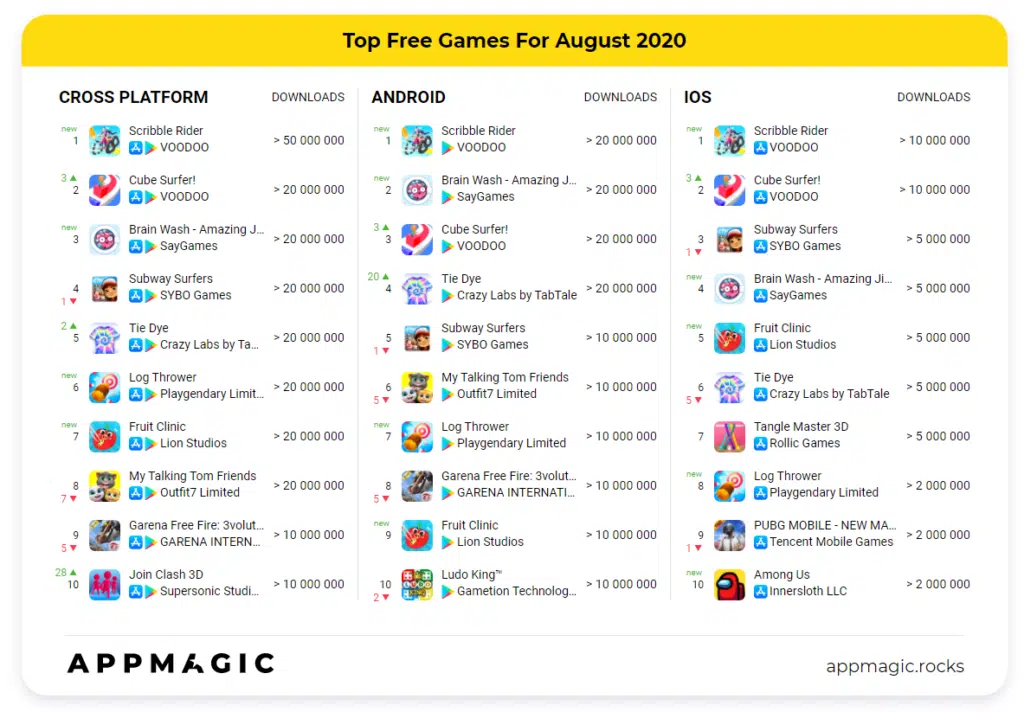 Top Free Games For August 2020
CROSS PLATFORM DOWNLOADS
new
1 Scribble Rider
VOODOO > 50 000 000
3 ▲
2 Cube Surfer!
VOODOO > 20 000 000
new
3 Brain Wash - Amazing J...
SayGames > 20 000 000
4 Subway Surfers
1 ▼ SYBO Games > 20 000 000
2 ▲
5 Tie Dye
Crazy Labs by Ta... > 20 000 000
new
6 Log Thrower
Playgendary Limit... > 20 000 000
new
7 Fruit Clinic
Lion Studios > 20 000 000
8 My Talking Tom Friends
7 ▼ Outfit7 Limited > 20 000 000
9 Garena Free Fire: 3volut...
5 ▼ GARENA INTERN... > 10 000 000
28 ▲
10 Join Clash 3D
Supersonic Studi... > 10 000 000
ANDROID DOWNLOADS
new
1 Scribble Rider
VOODOO > 20 000 000
new
2 Brain Wash - Amazing J...
SayGames > 20 000 000
3 ▲
3 Cube Surfer!
VOODOO > 20 000 000
20 ▲
4 Tie Dye
Crazy Labs by TabTale > 20 000 000
5 Subway Surfers
1 ▼ SYBO Games > 10 000 000
6 My Talking Tom Friends
5 ▼ Outfit7 Limited > 10 000 000
new
7 Log Thrower
Playgendary Limited > 10 000 000
8 Garena Free Fire: 3volut...
5 ▼ GARENA INTERNATI... > 10 000 000
new
9 Fruit Clinic
Lion Studios > 10 000 000
10 Ludo King™
2 ▼ Gametion Technolog... > 10 000 000
IOS DOWNLOADS
new
1 Scribble Rider
VOODOO > 10 000 000
3 ▲
2 Cube Surfer!
VOODOO > 10 000 000
3 Subway Surfers
1 ▼ SYBO Games > 5 000 000
new
4 Brain Wash - Amazing Ji...
SayGames > 5 000 000
new
5 Fruit Clinic
Lion Studios > 5 000 000
6 Tie Dye
5 ▼ Crazy Labs by TabTale > 5 000 000
7 Tangle Master 3D
Rollic Games > 5 000 000
new
8 Log Thrower
Playgendary Limited > 2 000 000
9 PUBG MOBILE - NEW MA...
1 ▼ Tencent Mobile Games > 2 000 000
new
10 Among Us
Innersloth LLC > 2 000 000
APPMAGIC
appmagic.rocks